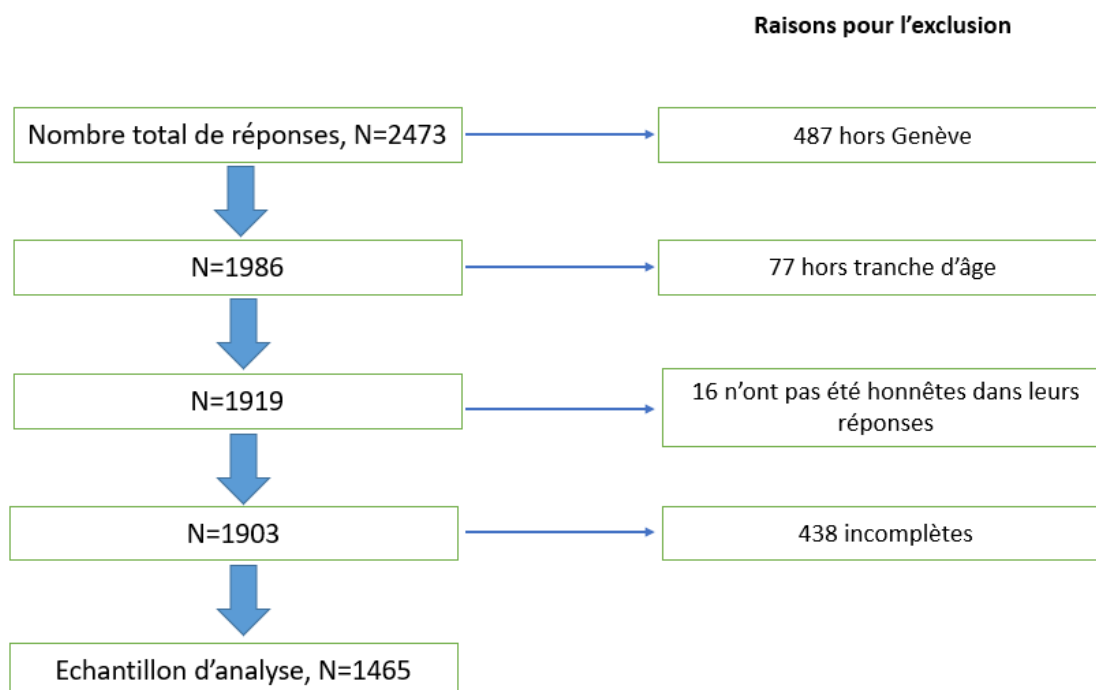 Raisons pour l'exclusion
Nombre total de réponses, N=2473
487 hors Genève
N=1986
77 hors tranche d'âge
N=1919
16 n'ont pas été honnêtes dans leurs
réponses
N=1903
438 incomplètes
Echantillon d'analyse, N=1465